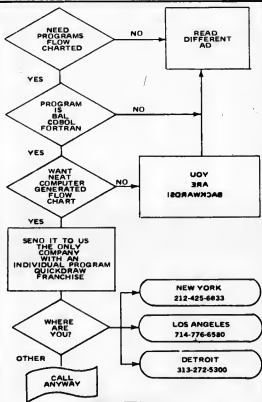 NEED
PROGRAMS
FLOW
CHARTED
NO
READ
DIFFERENT
AD
YES
PROGRAM
IS
BAL
COBOL
FORTRAN
NO
YES
WANT
NEAT
COMPUTER
GENERATED
FLOW
CHART
NO
YOU
ARE
BACKWARDS!
YES
SEND IT TO US
THE ONLY
COMPANY
WITH AN
INDIVIDUAL PROGRAM
QUICKDRAW
FRANCHISE
WHERE
ARE
YOU?
NEW YORK
212-425-6833
LOS ANGELES
714-776-6580
DETROIT
313-272-5300
OTHER
CALL
ANYWAY